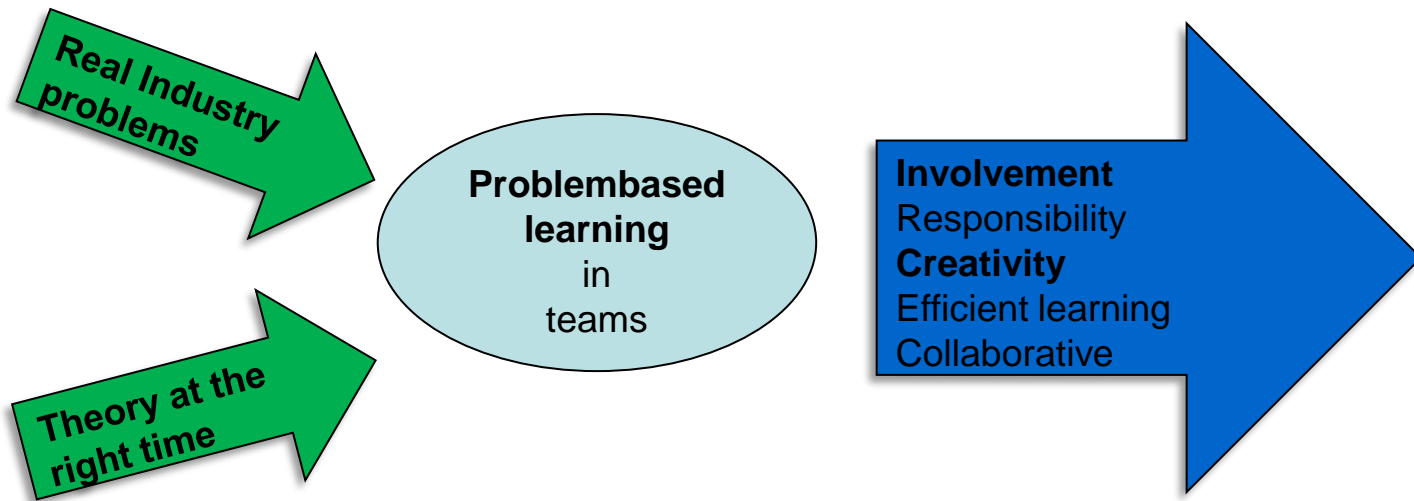 Real Industry
problems
Theory at the
right time
Problembased
learning
in
teams
Involvement
Responsibility
Creativity
Efficient learning
Collaborative